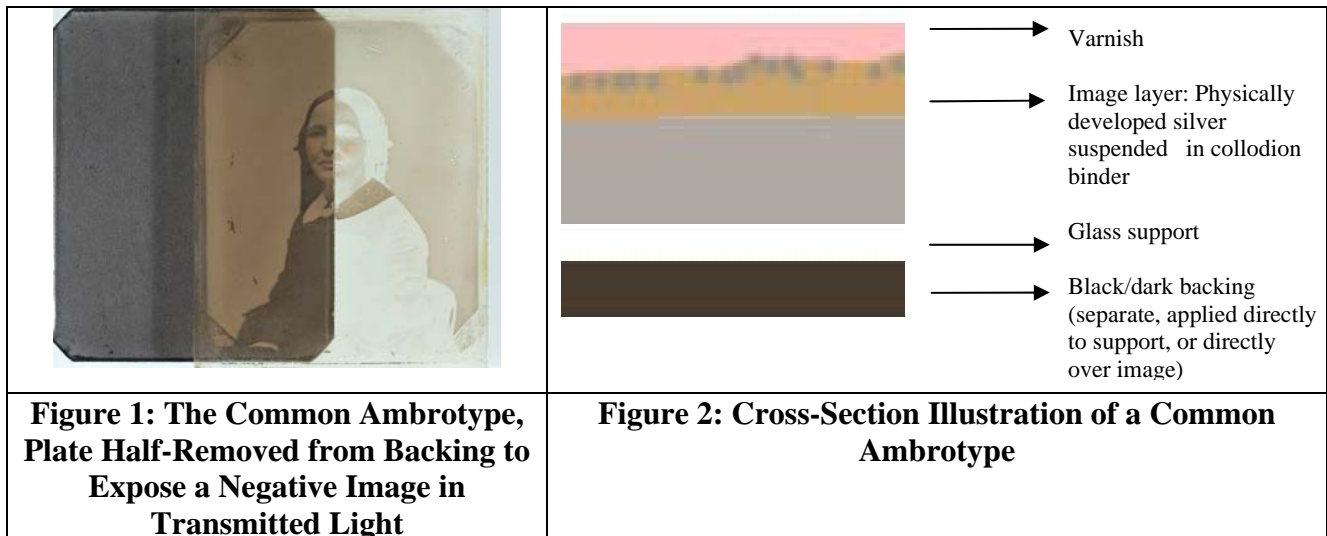 Varnish
Image layer: Physically
developed silver
suspended in collodion
binder
Glass support
Black/dark backing
(separate, applied directly
to support, or directly
over image)
Figure 1: The Common Ambrotype,
Plate Half-Removed from Backing to
Expose a Negative Image in
Transmitted Light
Figure 2: Cross-Section Illustration of a Common
Ambrotype